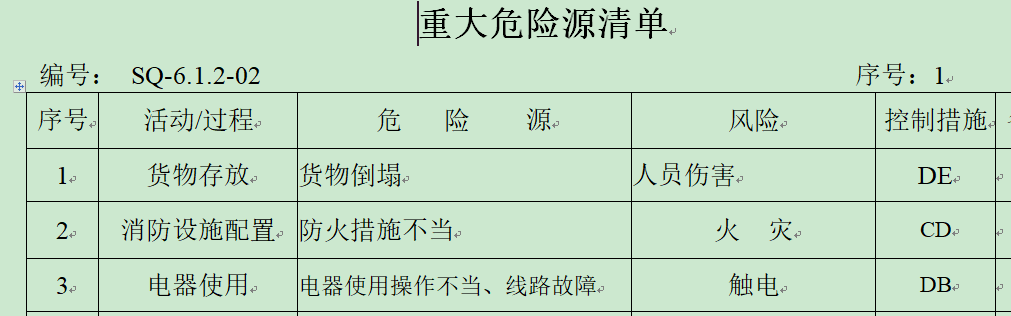 重大危险源清单
编号： SQ-6.1.2-02 序号：1
序号 活动/过程 危 险 源 风险 控制措施
1 货物存放 货物倒塌 人员伤害 DE
2 消防设施配置 防火措施不当 火 灾 CD
3 电器使用 电器使用操作不当、线路故障 触电 DB